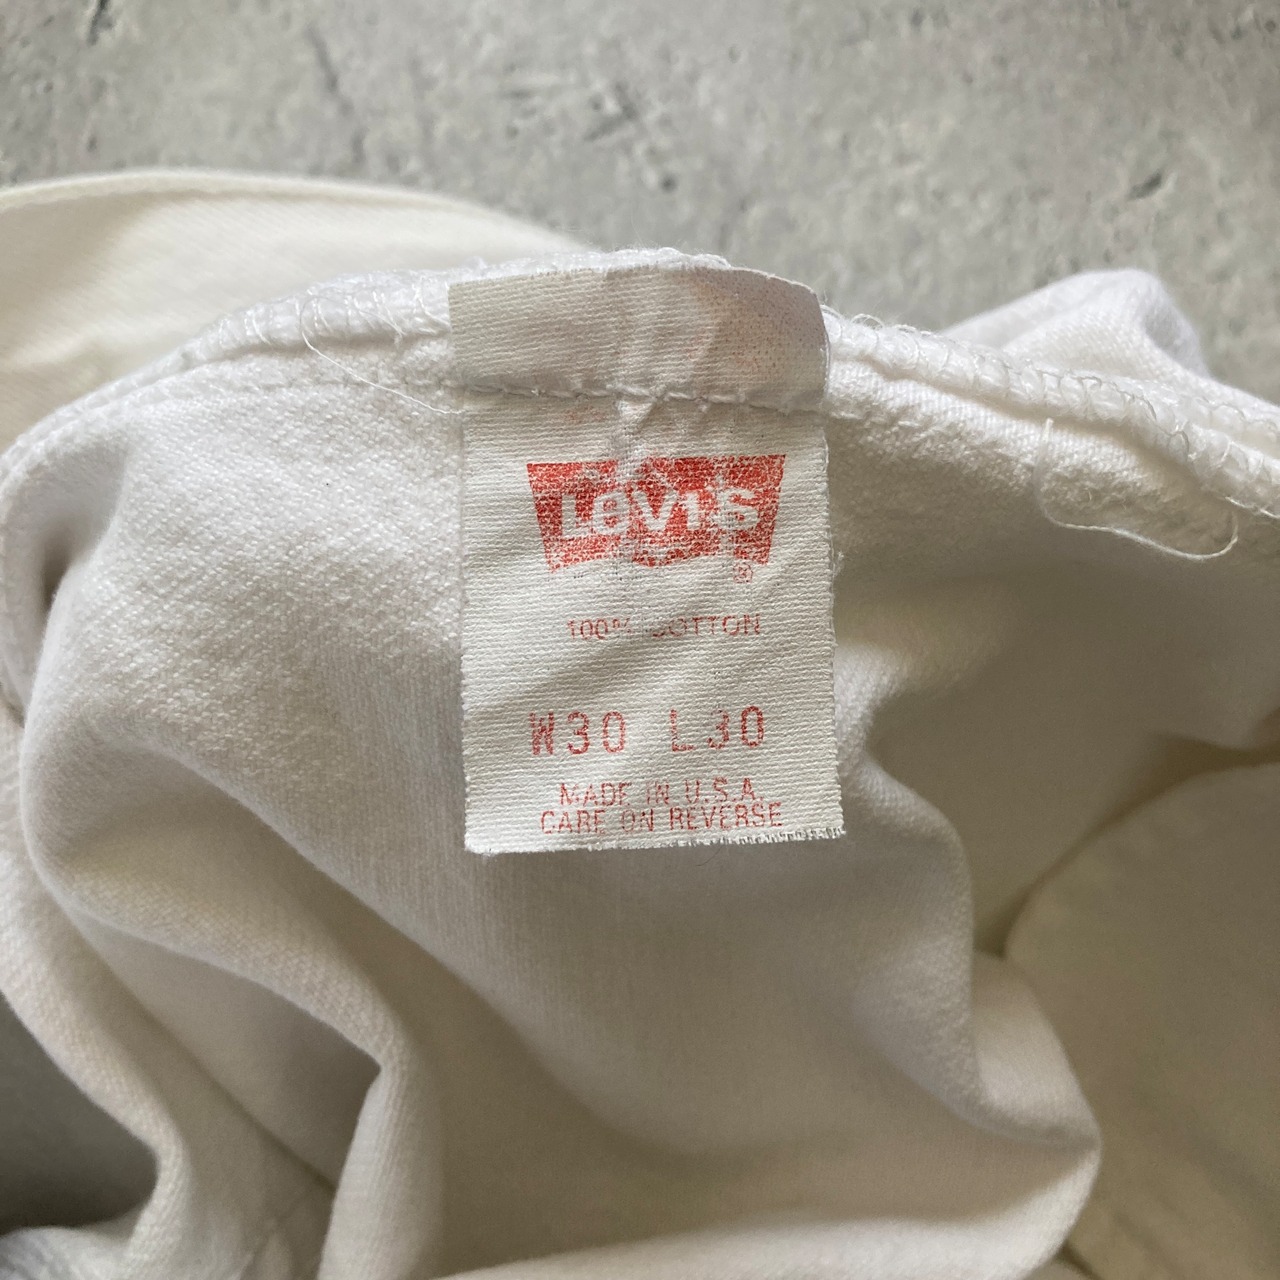 LEVI'S
®
100% COTTON
W30 L30
MADE IN U.S.A.
CARE ON REVERSE